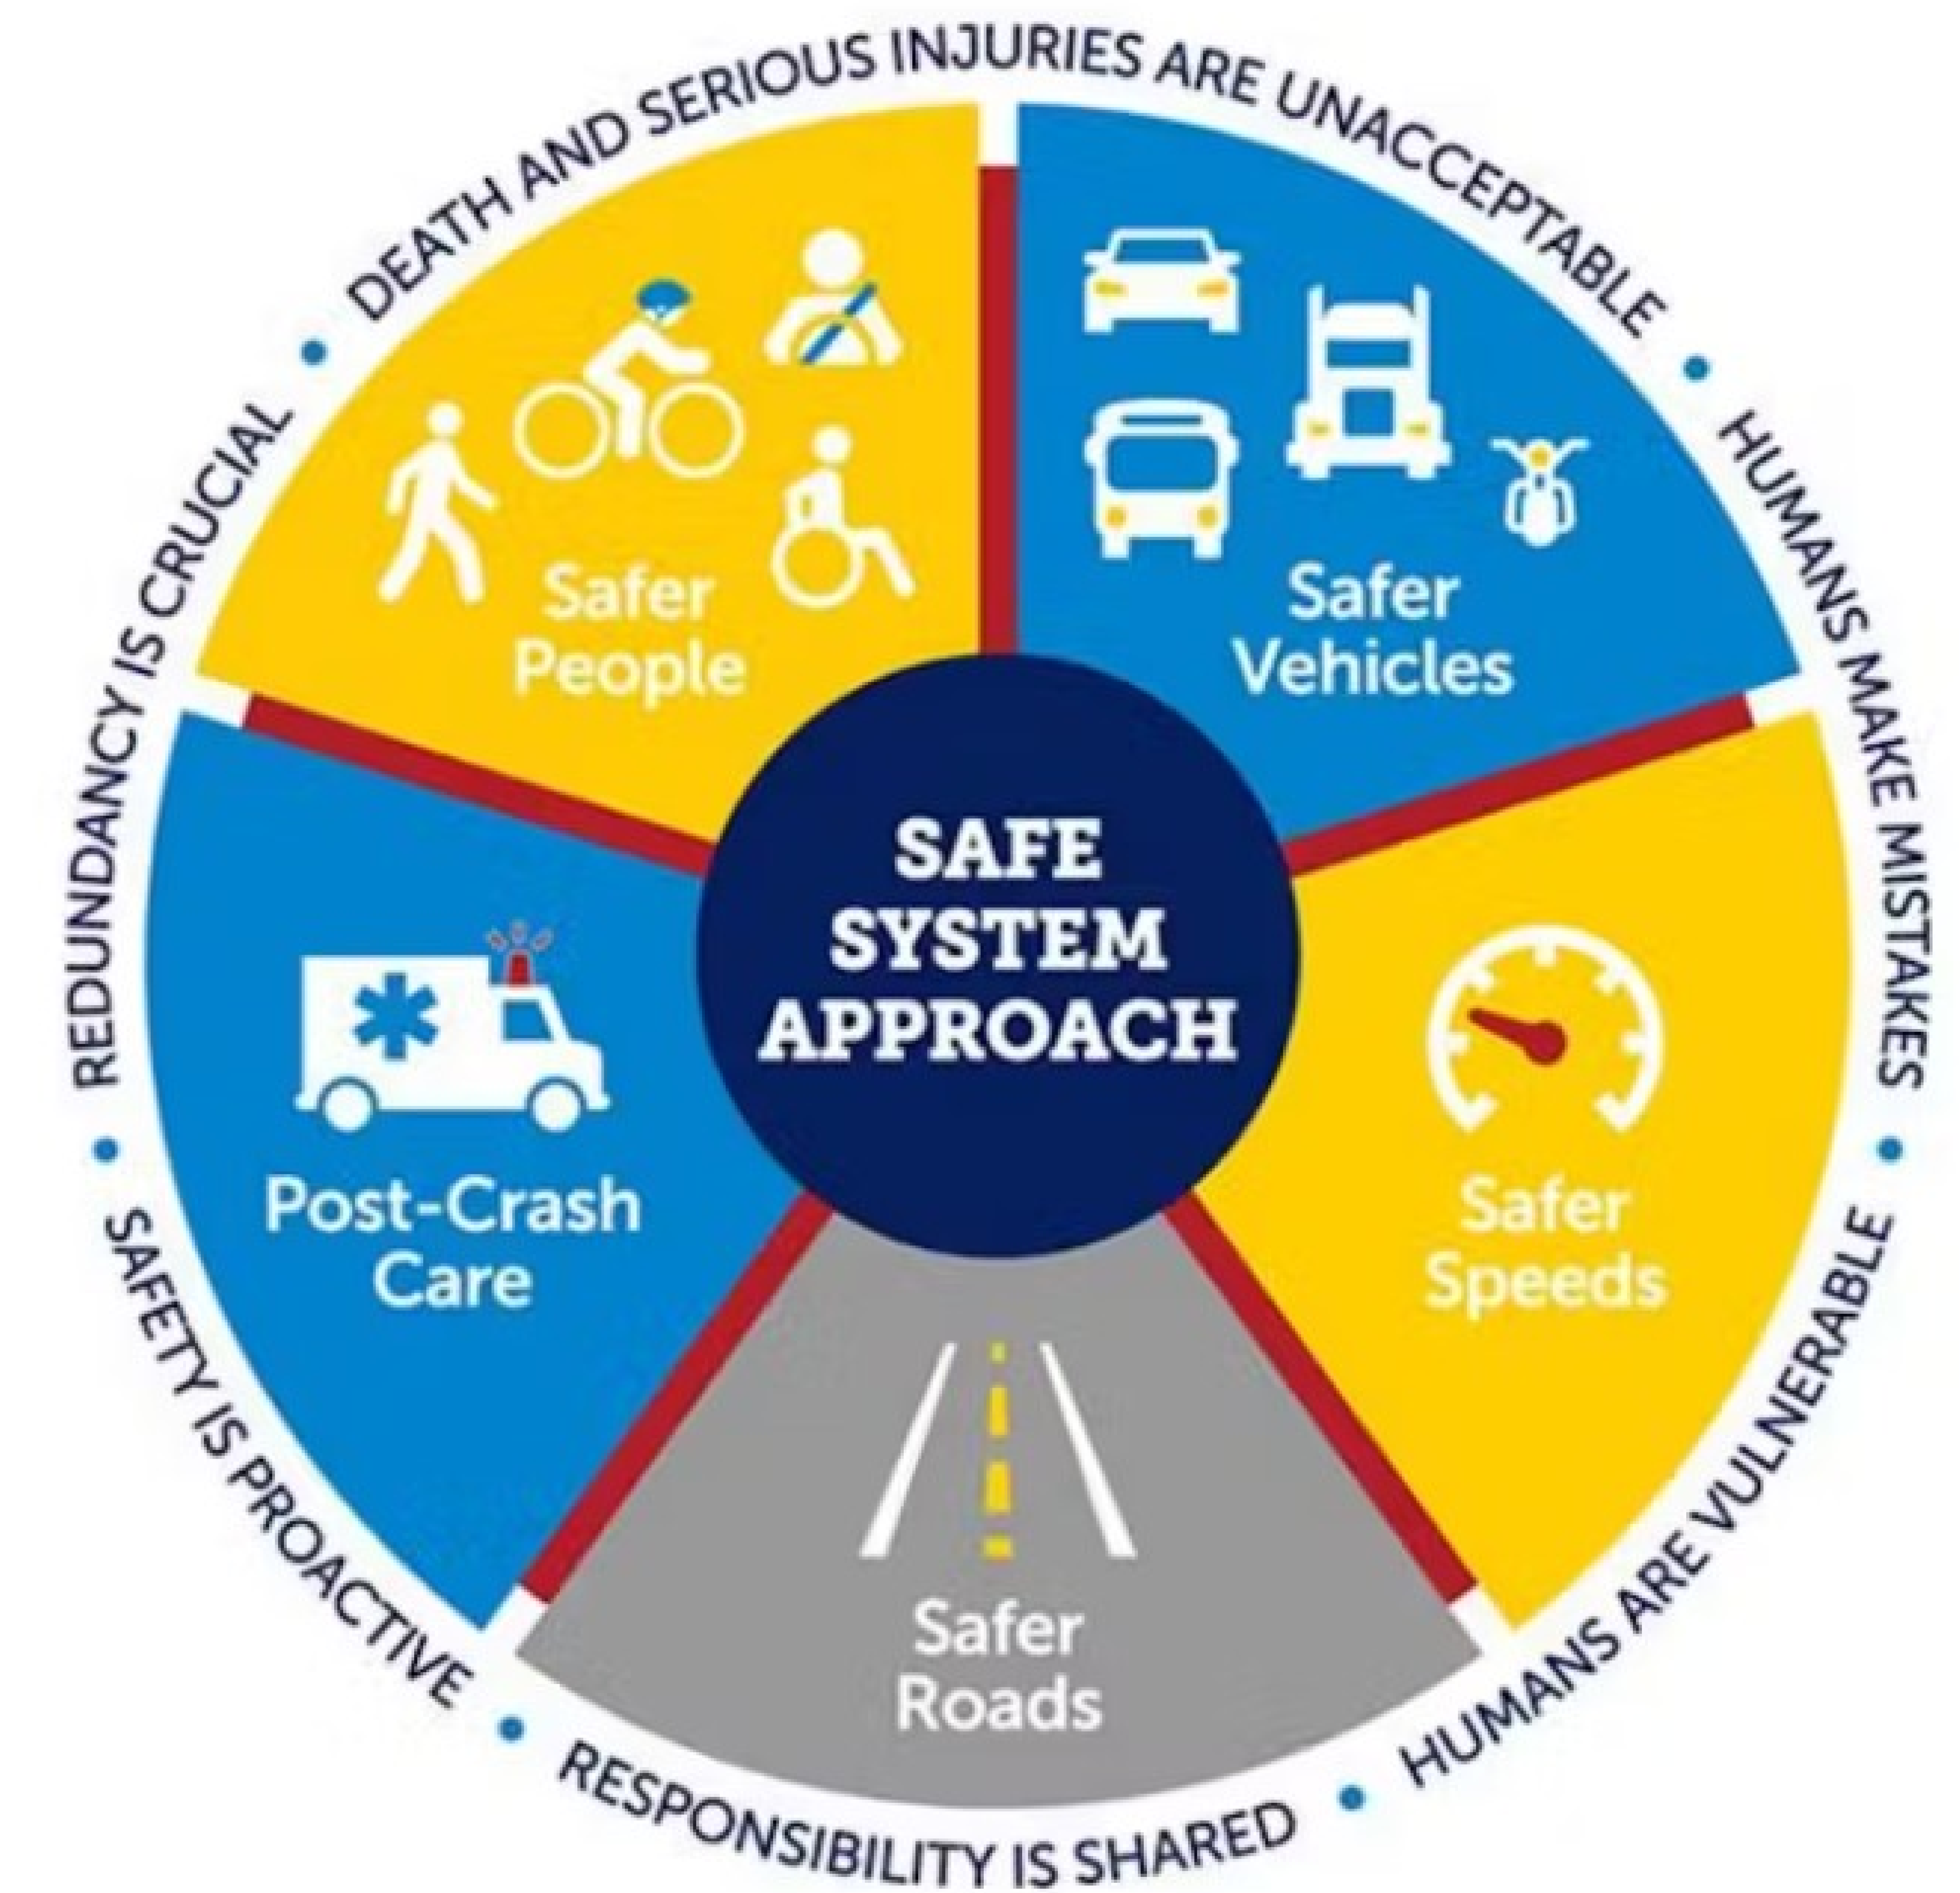 DEATH AND SERIOUS INJURIES ARE UNACCEPTABLE
HUMANS MAKE MISTAKES
HUMANS ARE VULNERABLE
RESPONSIBILITY IS SHARED
SAFETY IS PROACTIVE
REDUNDANCY IS CRUCIAL
Safer
People
Safer
Vehicles
SAFE
SYSTEM
APPROACH
Post-Crash
Care
Safer
Speeds
Safer
Roads